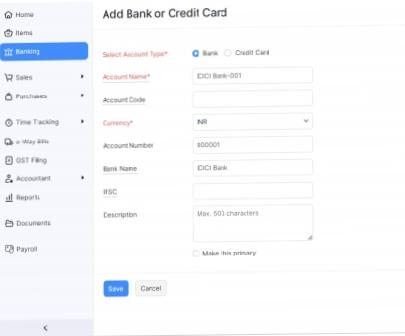 Home
Items
Banking
Sales
Purchases
Time Tracking
e-Way Bills
GST Filing
Accountant
Reports
Documents
Payroll
Add Bank or Credit Card
Select Account Type* Bank Credit Card
Account Name* ICICI Bank-001
Account Code
Currency* INR
Account Number
Bank Name ICICI Bank
IFSC
Description Max. 500 characters
Make this primary
Save Cancel